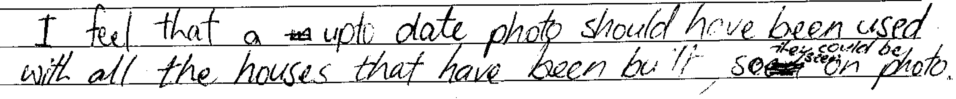 I feel that a upto date photo should have been used
with all the houses that have been built, so they could be seen on photo.